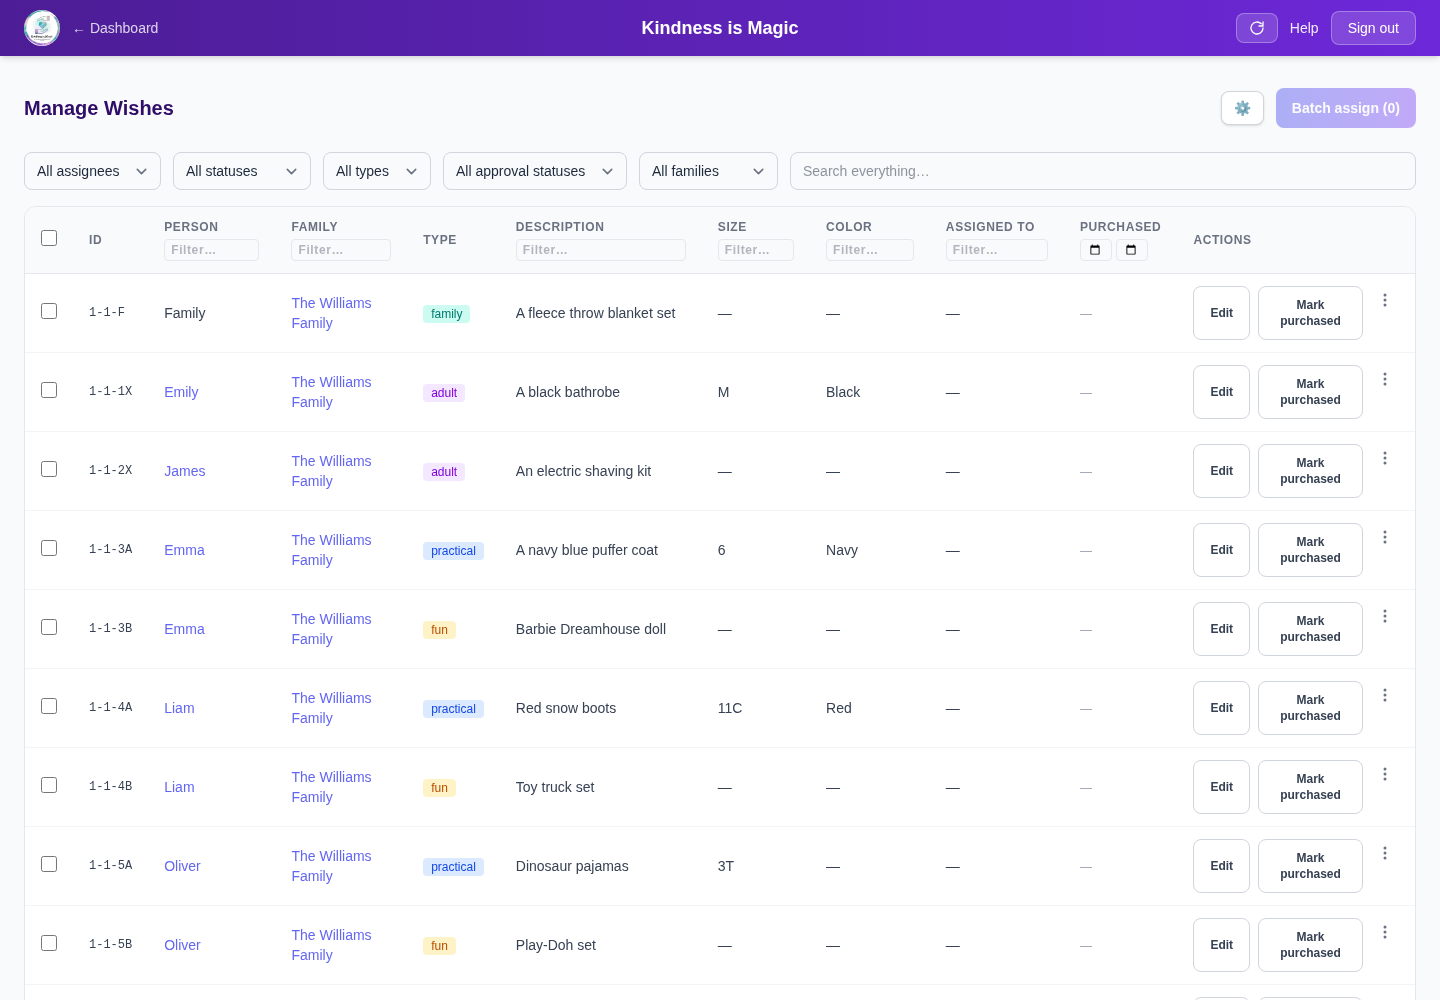 ← Dashboard
Kindness is Magic
Help
Sign out
Manage Wishes
Batch assign (0)
All assignees
All statuses
All types
All approval statuses
All families
Search everything…
ID
PERSON
Filter…
FAMILY
Filter…
TYPE
DESCRIPTION
Filter…
SIZE
Filter…
COLOR
Filter…
ASSIGNED TO
Filter…
PURCHASED
ACTIONS
1-1-F
Family
The Williams
Family
family
A fleece throw blanket set
—
—
—
—
Edit
Mark
purchased
1-1-1X
Emily
The Williams
Family
adult
A black bathrobe
M
Black
—
—
Edit
Mark
purchased
1-1-2X
James
The Williams
Family
adult
An electric shaving kit
—
—
—
—
Edit
Mark
purchased
1-1-3A
Emma
The Williams
Family
practical
A navy blue puffer coat
6
Navy
—
—
Edit
Mark
purchased
1-1-3B
Emma
The Williams
Family
fun
Barbie Dreamhouse doll
—
—
—
—
Edit
Mark
purchased
1-1-4A
Liam
The Williams
Family
practical
Red snow boots
11C
Red
—
—
Edit
Mark
purchased
1-1-4B
Liam
The Williams
Family
fun
Toy truck set
—
—
—
—
Edit
Mark
purchased
1-1-5A
Oliver
The Williams
Family
practical
Dinosaur pajamas
3T
—
—
—
Edit
Mark
purchased
1-1-5B
Oliver
The Williams
Family
fun
Play-Doh set
—
—
—
—
Edit
Mark
purchased